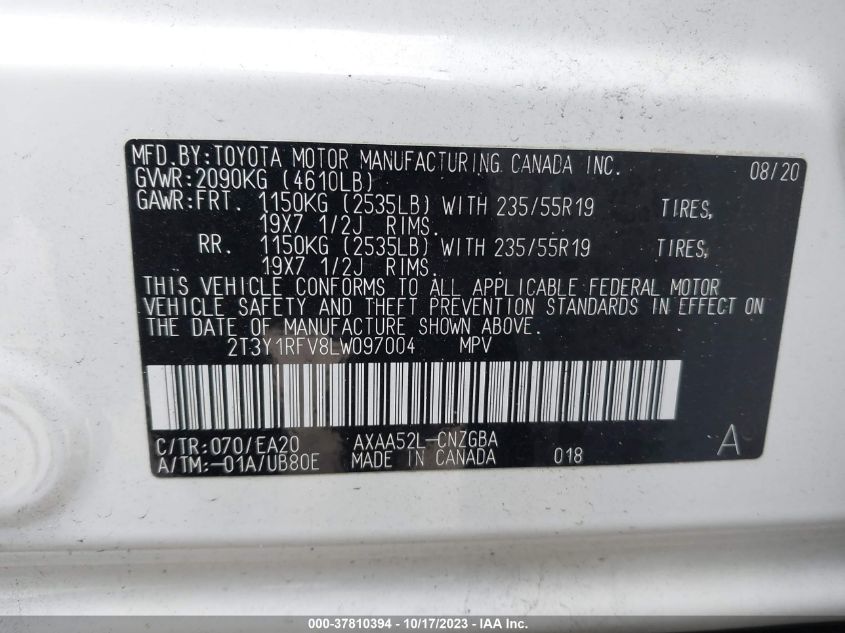 MFD.BY:TOYOTA MOTOR MANUFACTURING CANADA INC. 08/20
GVWR:2090KG (4610LB)
GAWR:FRT. 1150KG (2535LB) WITH 235/55R19 TIRES,
19X7 1/2J RIMS.
RR. 1150KG (2535LB) WITH 235/55R19 TIRES,
19X7 1/2J RIMS.
THIS VEHICLE CONFORMS TO ALL APPLICABLE FEDERAL MOTOR
VEHICLE SAFETY AND THEFT PREVENTION STANDARDS IN EFFECT ON
THE DATE OF MANUFACTURE SHOWN ABOVE.
2T3Y1RFV8LW097004 MPV
C/TR:070/EA20 AXAA52L-CNZGBA A
A/TM:-01A/UB80E MADE IN CANADA 018
000-37810394 - 10/17/2023 - IAA Inc.